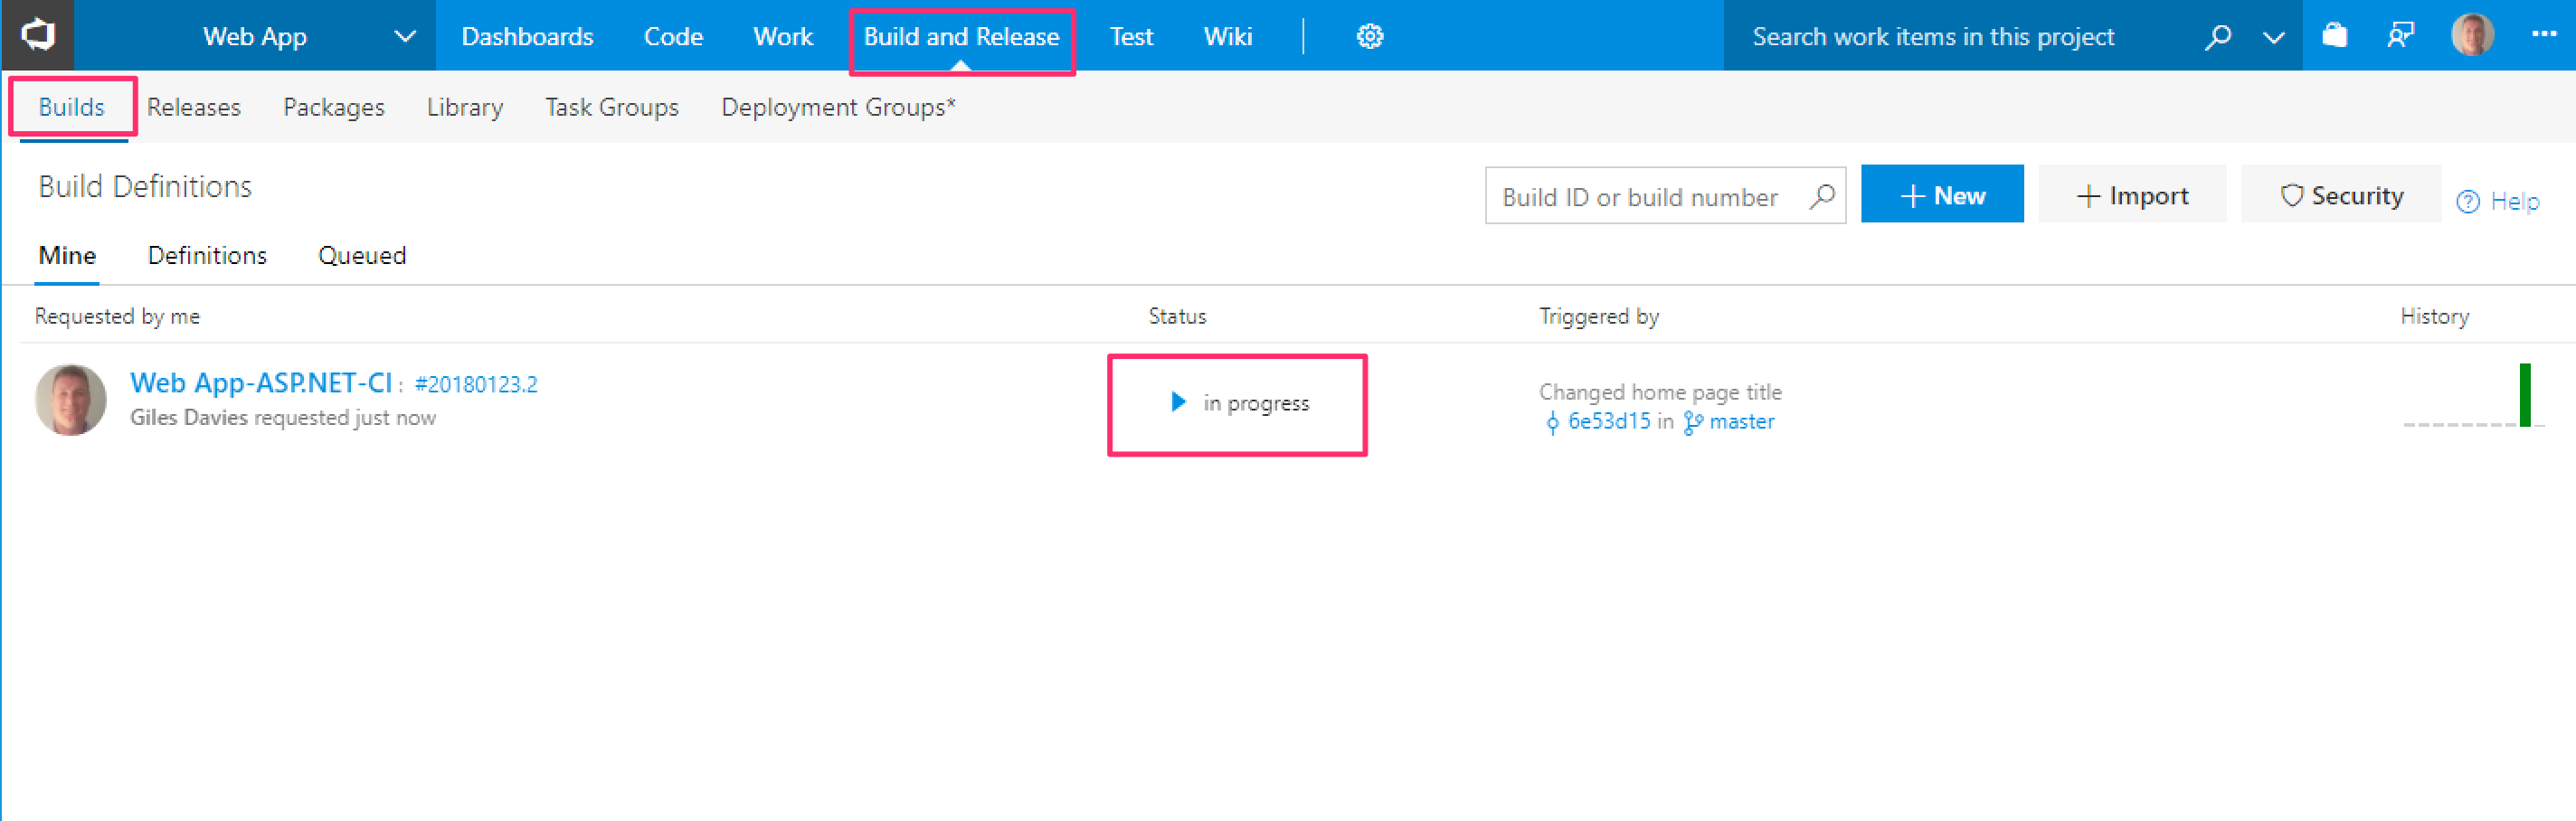 Web App Dashboards Code Work Build and Release Test Wiki Search work items in this project
Builds Releases Packages Library Task Groups Deployment Groups*
Build Definitions
Build ID or build number + New + Import Security ? Help
Mine Definitions Queued
Requested by me Status Triggered by History
Web App-ASP.NET-CI : #20180123.2
Giles Davies requested just now
in progress
Changed home page title
6e53d15 in master